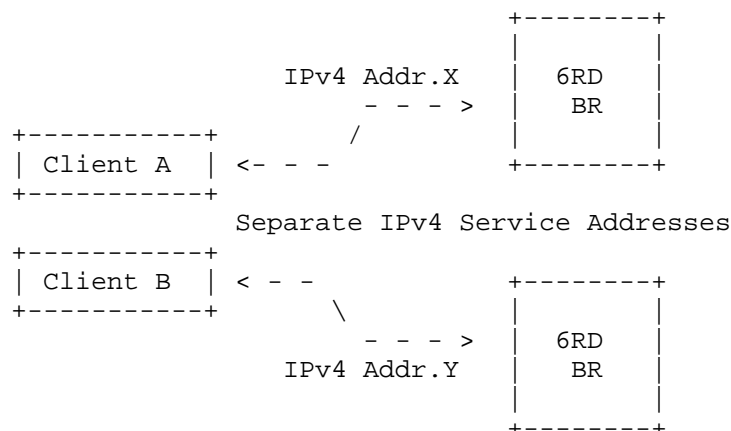 IPv4 Addr.X
6RD
BR
Client A
Separate IPv4 Service Addresses
Client B
6RD
IPv4 Addr.Y
BR